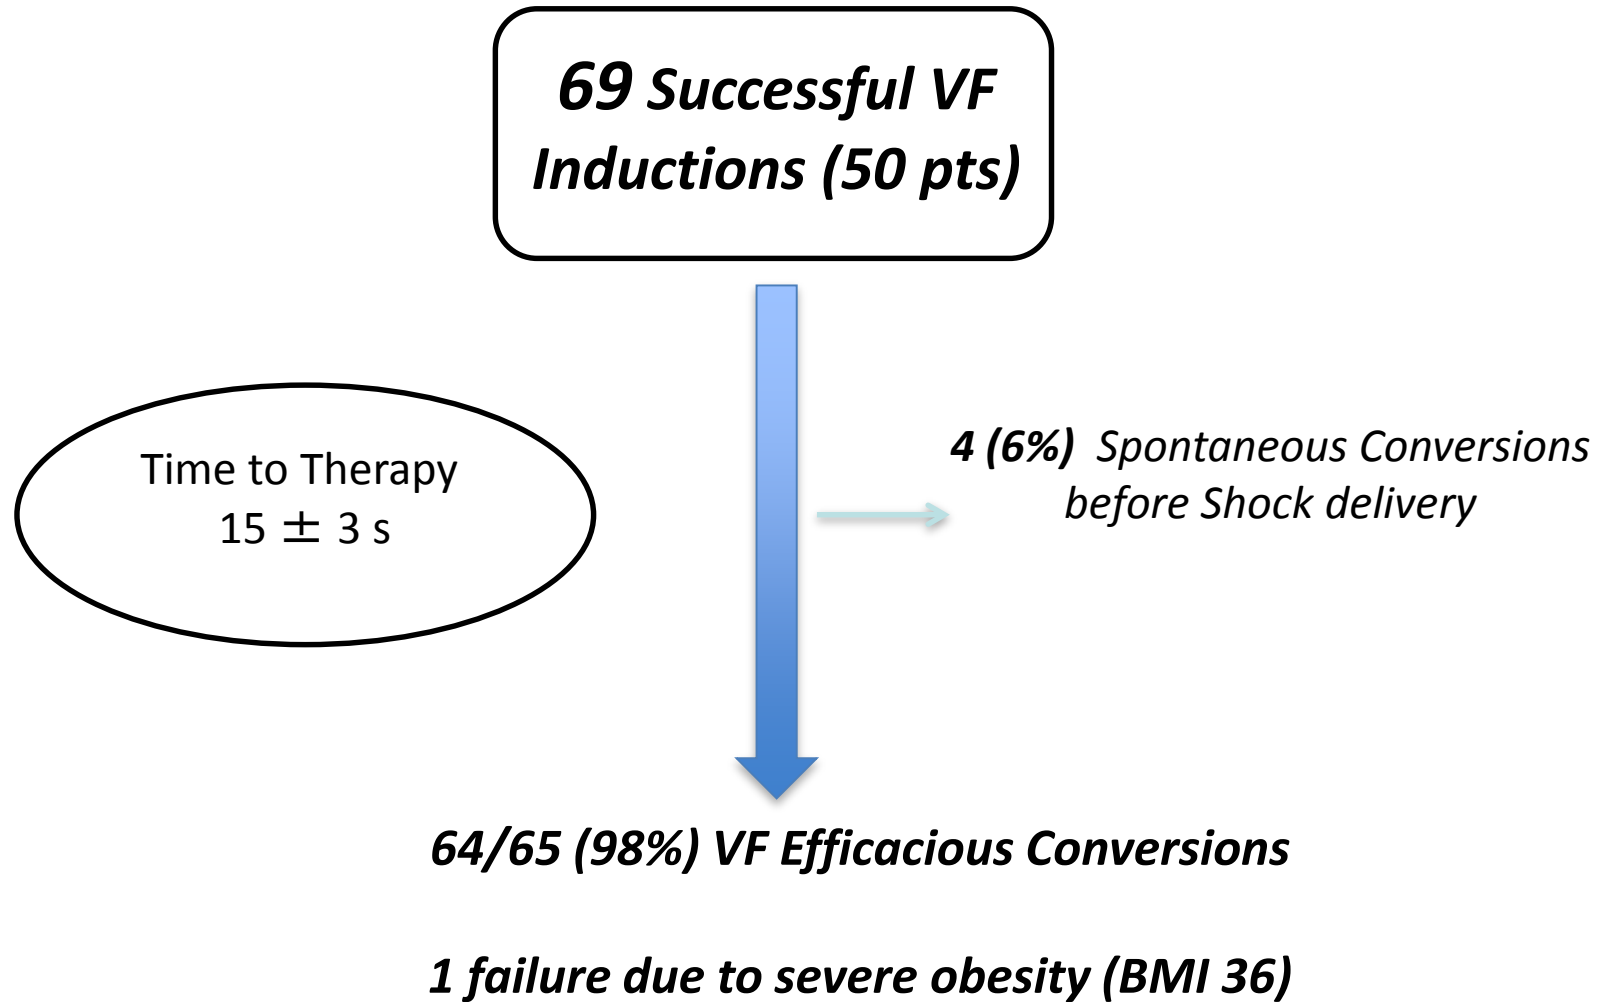 69 Successful VF
Inductions (50 pts)
Time to Therapy
15 ± 3 s
4 (6%) Spontaneous Conversions
before Shock delivery
64/65 (98%) VF Efficacious Conversions
1 failure due to severe obesity (BMI 36)